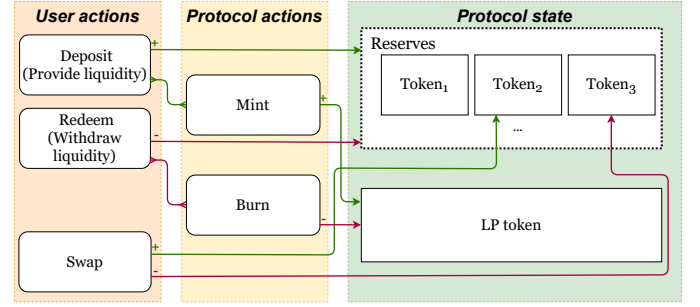 User actions
Protocol actions
Protocol state
Deposit
(Provide liquidity)
+
Redeem
(Withdraw
liquidity)
-
Swap
+
-
Mint
+
Burn
-
Reserves
Token1
Token2
Token3
...
LP token